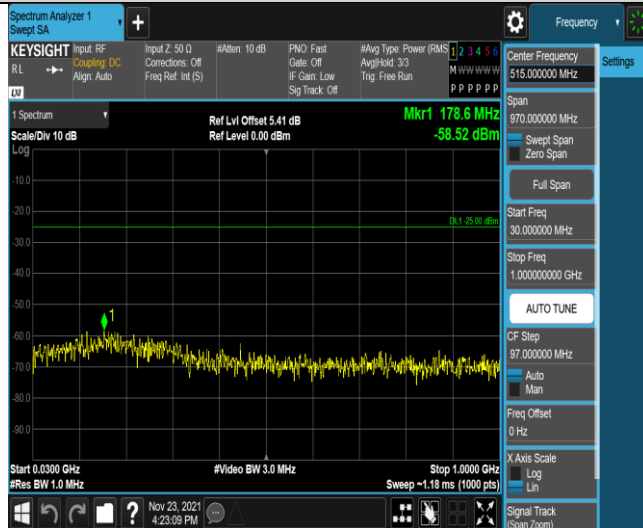 Spectrum Analyzer 1
Swept SA
+
Frequency
KEYSIGHT
Input: RF
Input Z: 50 Ω
#Atten: 10 dB
PNO: Fast
#Avg Type: Power (RMS
1 2 3 4 5 6
R L
Coupling: DC
Corrections: Off
Gate: Off
Avg|Hold: 3/3
M W W W W W
Align: Auto
Freq Ref: Int (S)
IF Gain: Low
Trig: Free Run
Sig Track: Off
P P P P P P
LXI
1 Spectrum
Ref Lvl Offset 5.41 dB
Mkr1 178.6 MHz
Scale/Div 10 dB
Ref Level 0.00 dBm
-58.52 dBm
Log
-10.0
-20.0
DL1 -25.00 dBm
-30.0
-40.0
-50.0
1
-60.0
-70.0
-80.0
-90.0
Start 0.0300 GHz
#Video BW 3.0 MHz
Stop 1.0000 GHz
#Res BW 1.0 MHz
Sweep ~1.18 ms (1000 pts)
Nov 23, 2021
4:23:09 PM
?
Center Frequency
515.000000 MHz
Settings
Span
970.000000 MHz
Swept Span
Zero Span
Full Span
Start Freq
30.000000 MHz
Stop Freq
1.000000000 GHz
AUTO TUNE
CF Step
97.000000 MHz
Auto
Man
Freq Offset
0 Hz
X Axis Scale
Log
Lin
Signal Track
(Span Zoom)